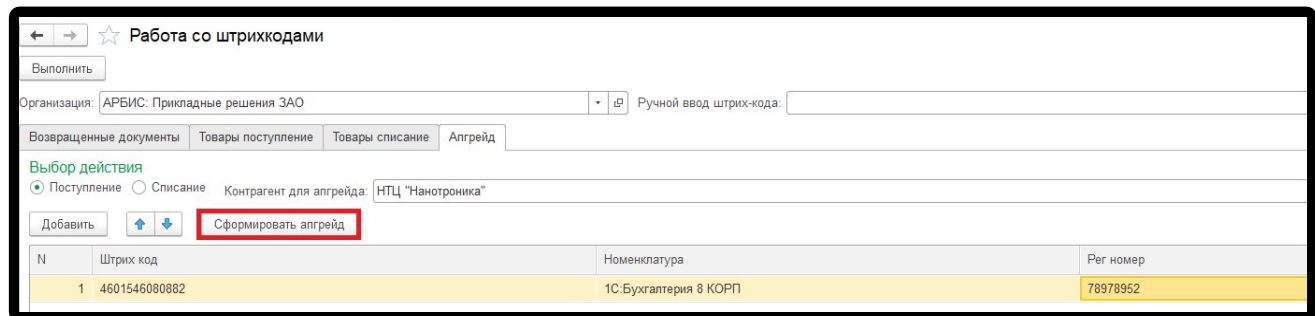 Работа со штрихкодами
Выполнить
Организация: АРБИС: Прикладные решения ЗАО Ручной ввод штрих-кода:
Возвращенные документы Товары поступление Товары списание Апгрейд
Выбор действия
Поступление Списание Контрагент для апгрейда: НТЦ "Нанотроника"
Добавить Сформировать апгрейд
N Штрих код Номенклатура Рег номер
1 4601546080882 1С:Бухгалтерия 8 КОРП 78978952